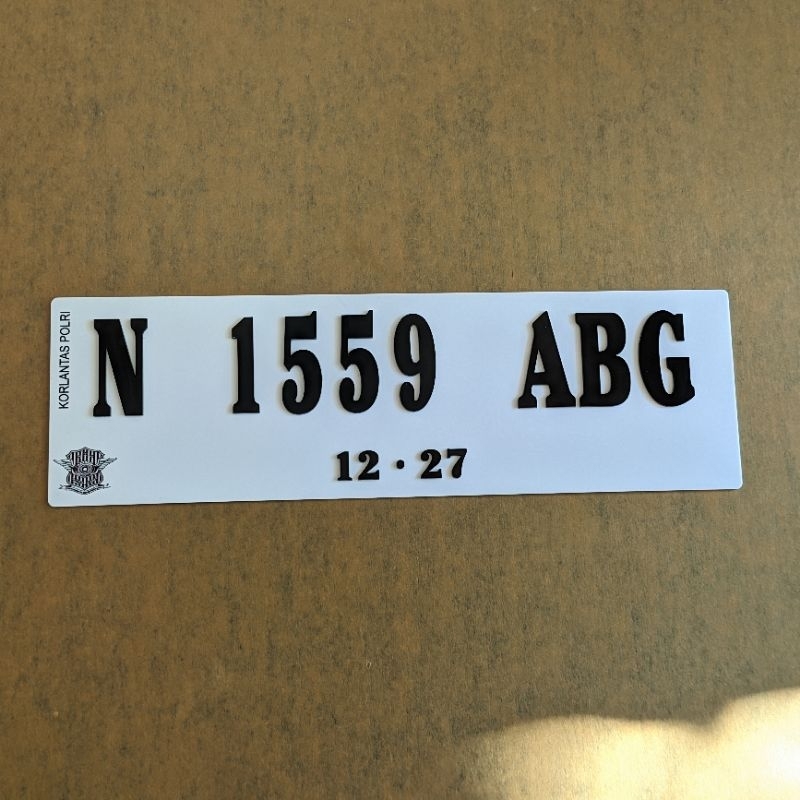 KORLANTAS POLRI
N 1559 ABG
12 · 27